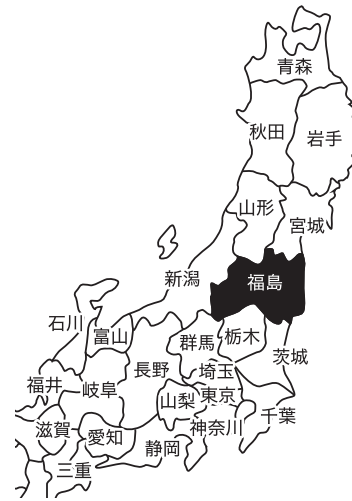 青森
秋田
岩手
山形
宮城
新潟
福島
石川
富山
群馬
栃木
茨城
長野
埼玉
福井
岐阜
山梨
東京
千葉
滋賀
愛知
静岡
神奈川
三重